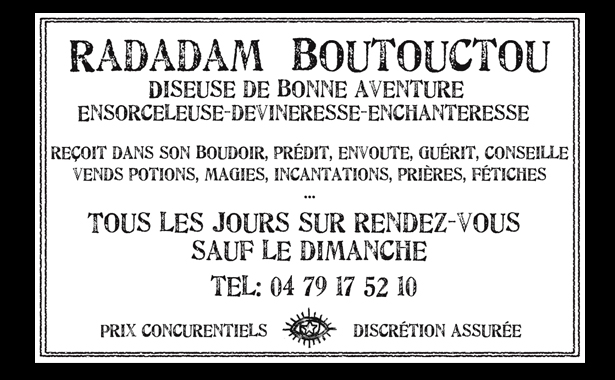 RADADAM BOUTOUCTOU
DISEUSE DE BONNE AVENTURE
ENSORCELEUSE-DEVINERESSE-ENCHANTERESSE
REÇOIT DANS SON BOUDOIR, PRÉDIT, ENVOUTE, GUÉRIT, CONSEILLE
VENDS POTIONS, MAGIES, INCANTATIONS, PRIÈRES, FÉTICHES
...
TOUS LES JOURS SUR RENDEZ-VOUS
SAUF LE DIMANCHE
TEL: 04 79 17 52 10
PRIX CONCURENTIELS DISCRÉTION ASSURÉE